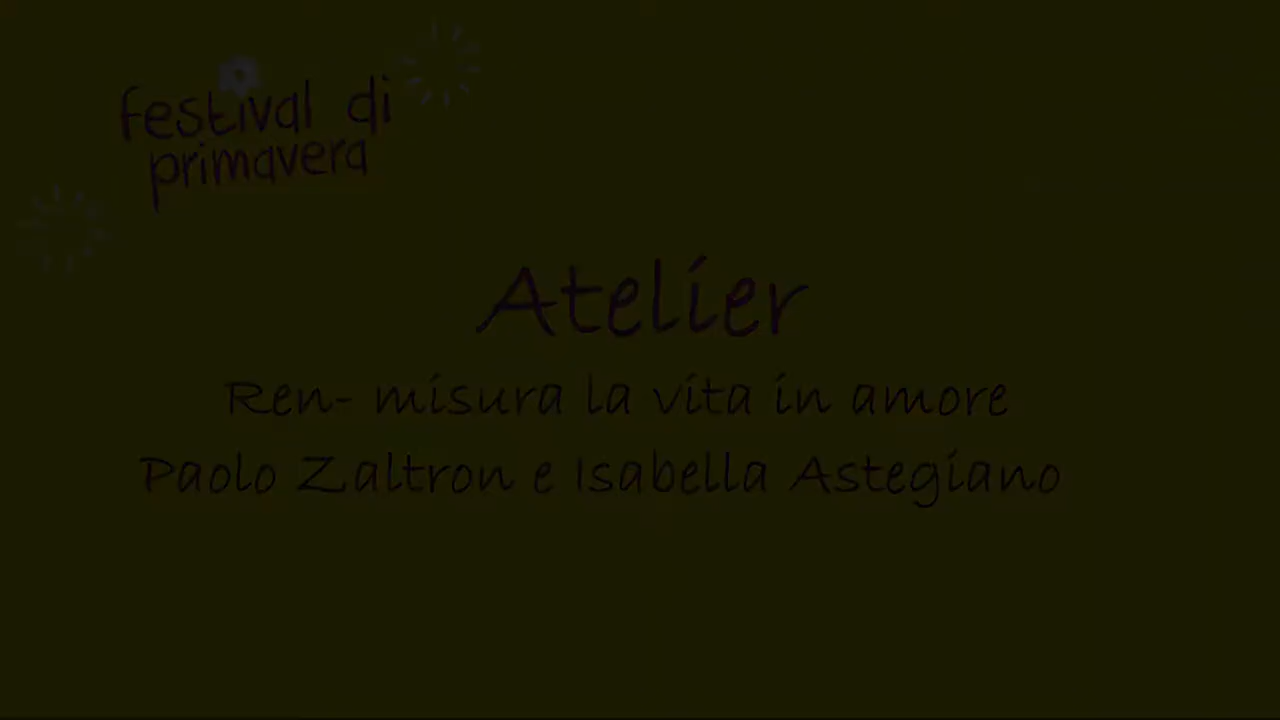 festival di
primavera
Atelier
Ren- misura la vita in amore
Paolo Zaltron e Isabella Astegiano